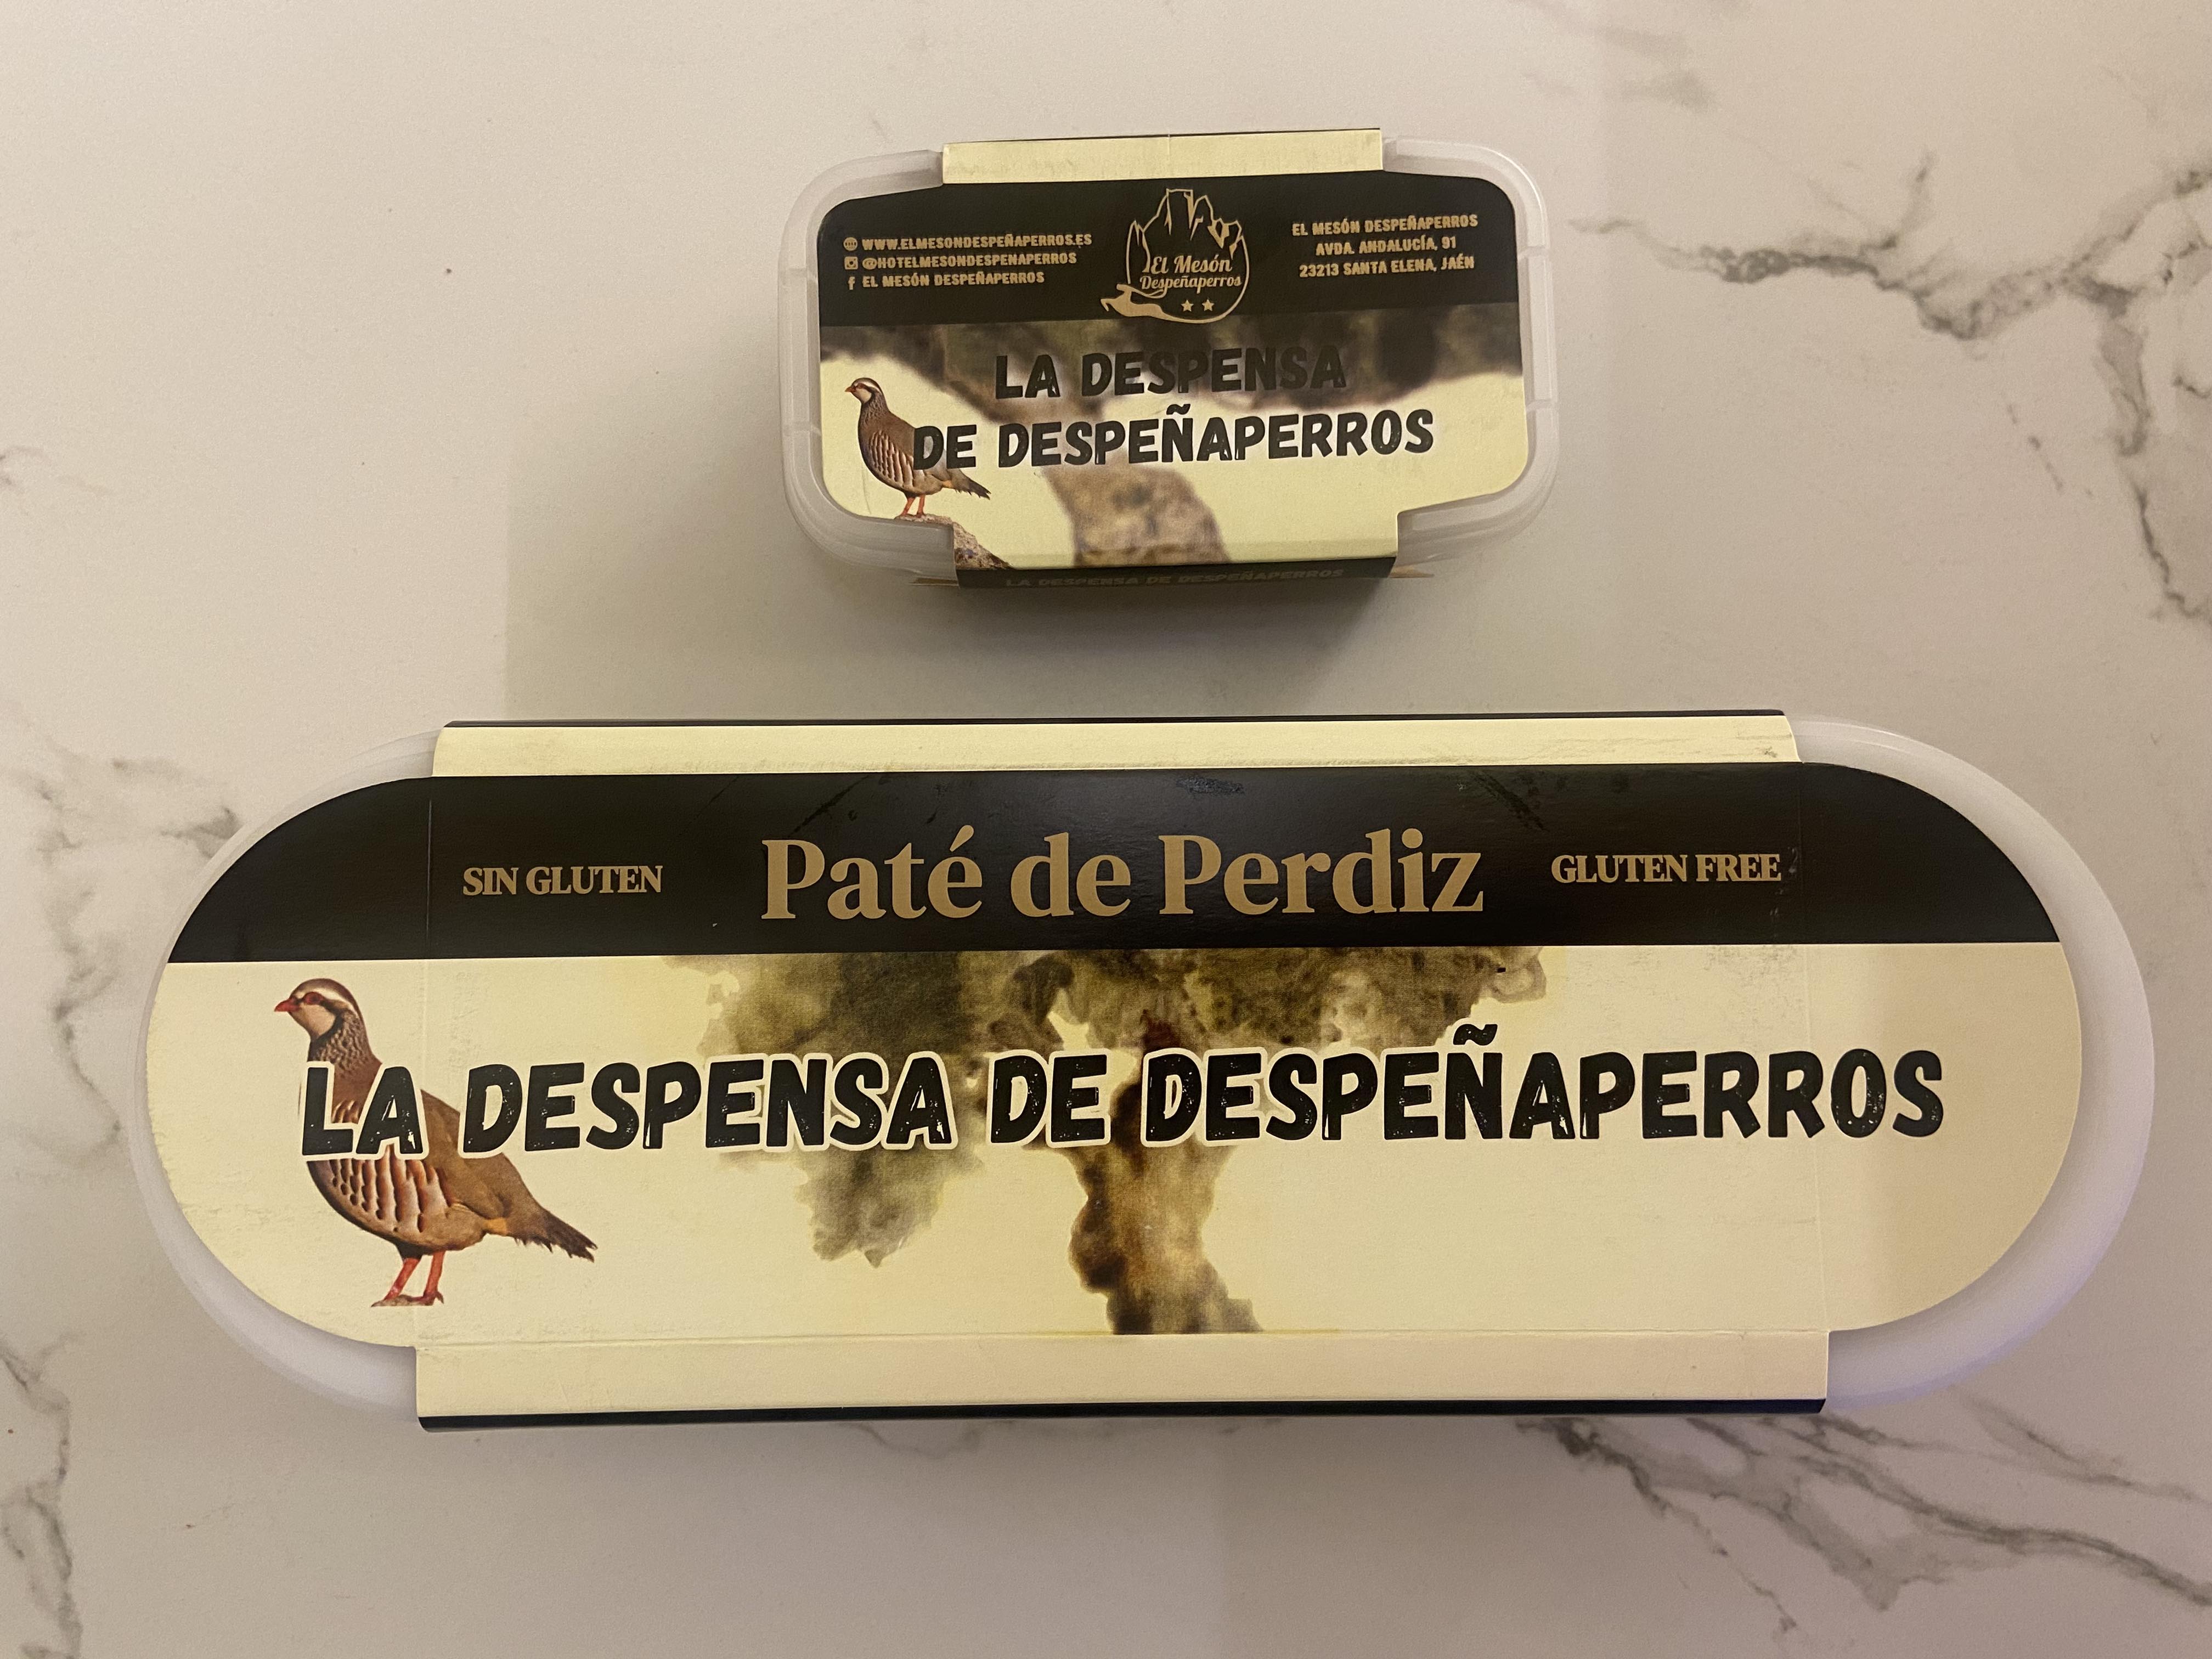 WWW.ELMESONDESPEÑAPERROS.ES
@HOTELMESONDESPENAPERROS
EL MESÓN DESPEÑAPERROS
El Mesón
Despeñaperros
EL MESÓN DESPEÑAPERROS
AVDA. ANDALUCÍA, 91
23213 SANTA ELENA, JAÉN
LA DESPENSA
DE DESPEÑAPERROS
LA DESPENSA DE DESPEÑAPERROS
SIN GLUTEN
Paté de Perdiz
GLUTEN FREE
LA DESPENSA DE DESPEÑAPERROS